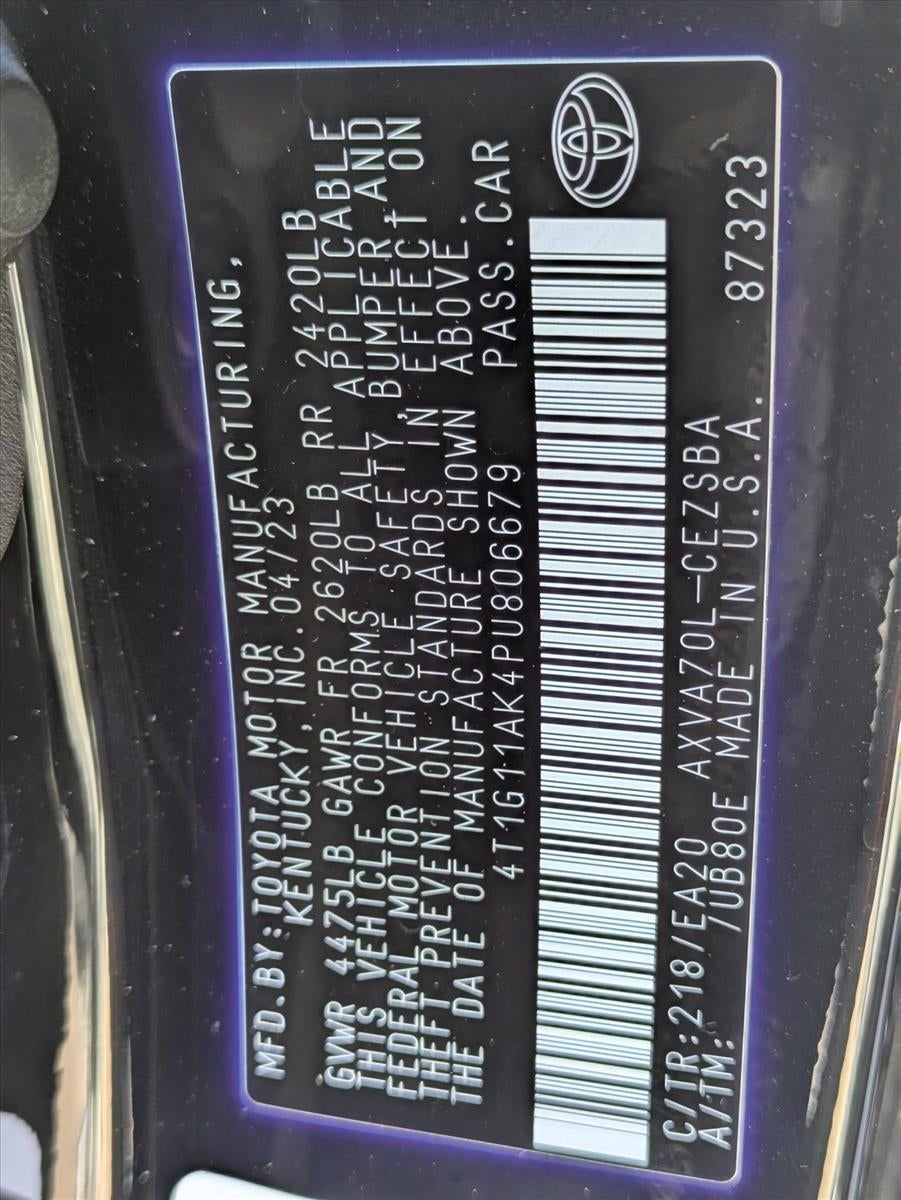 MFD.BY:TOYOTA MOTOR MANUFACTURING,
KENTUCKY,INC.04/23
GVWR 4475LB GAWR FR 2620LB RR 2420LB
THIS VEHICLE CONFORMS TO ALL APPLICABLE
FEDERAL MOTOR VEHICLE SAFETY, BUMPER, AND
THEFT PREVENTION STANDARDS IN EFFECT ON
THE DATE OF MANUFACTURE SHOWN ABOVE.
4T1G11AK4PU806679 PASS.CAR
C/TR:218/EA20 AXVA70L-CEZSBA
A/TM: /UB80E MADE IN U.S.A. 87323